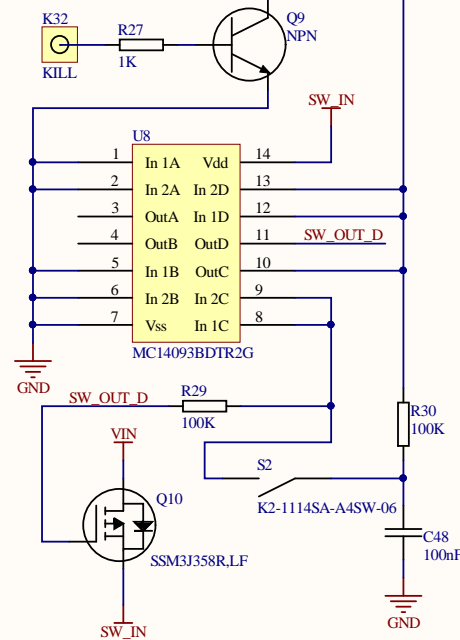 K32
KILL
R27
1K
Q9
NPN
SW_IN
U8
1 In 1A Vdd 14
2 In 2A In 2D 13
3 OutA In 1D 12
4 OutB OutD 11 SW_OUT_D
5 In 1B OutC 10
6 In 2B In 2C 9
7 Vss In 1C 8
MC14093BDTR2G
GND
SW_OUT_D
R29
100K
R30
100K
VIN
S2
K2-1114SA-A4SW-06
Q10
SSM3J358R,LF
C48
100nF
SW_IN
GND